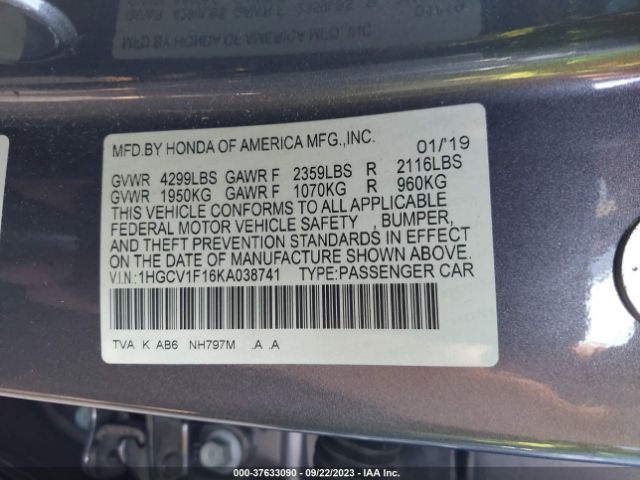 MFD.BY HONDA OF AMERICA MFG.,INC. 01/'19
GVWR 4299LBS GAWR F 2359LBS R 2116LBS
GVWR 1950KG GAWR F 1070KG R 960KG
THIS VEHICLE CONFORMS TO ALL APPLICABLE
FEDERAL MOTOR VEHICLE SAFETY , BUMPER,
AND THEFT PREVENTION STANDARDS IN EFFECT
ON THE DATE OF MANUFACTURE SHOWN ABOVE.
V.I.N.:1HGCV1F16KA038741 TYPE:PASSENGER CAR
TVA K AB6 NH797M .A .A
000-37633090 - 09/22/2023 - IAA Inc.